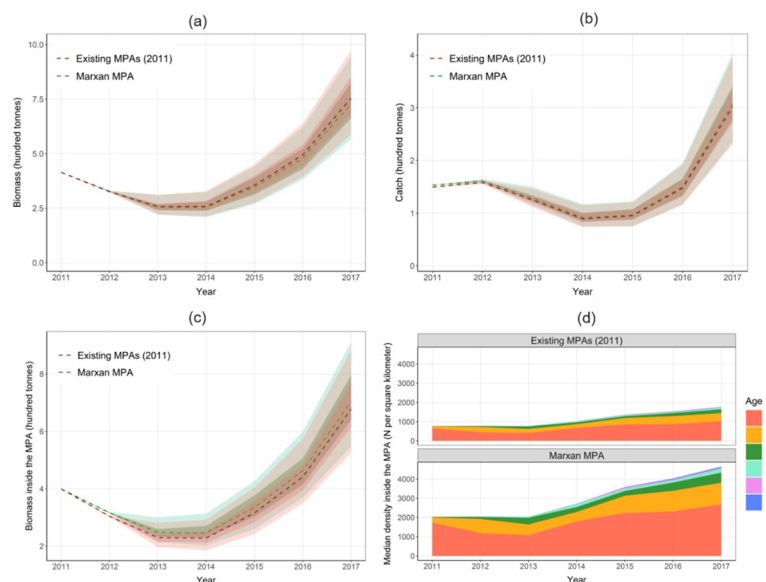 (a)
Biomass (hundred tonnes)
10.0
7.5
5.0
2.5
0.0
Existing MPAs (2011)
Marxan MPA
2011 2012 2013 2014 2015 2016 2017
Year
(b)
Catch (hundred tonnes)
4
3
2
1
0
Existing MPAs (2011)
Marxan MPA
2011 2012 2013 2014 2015 2016 2017
Year
(c)
Biomass inside the MPA (hundred tonnes)
8
6
4
2
Existing MPAs (2011)
Marxan MPA
2011 2012 2013 2014 2015 2016 2017
Year
(d)
Median density inside the MPA (N per square kilometer)
Existing MPAs (2011)
4000
3000
2000
1000
0
Marxan MPA
4000
3000
2000
1000
0
2011 2012 2013 2014 2015 2016 2017
Year
Age